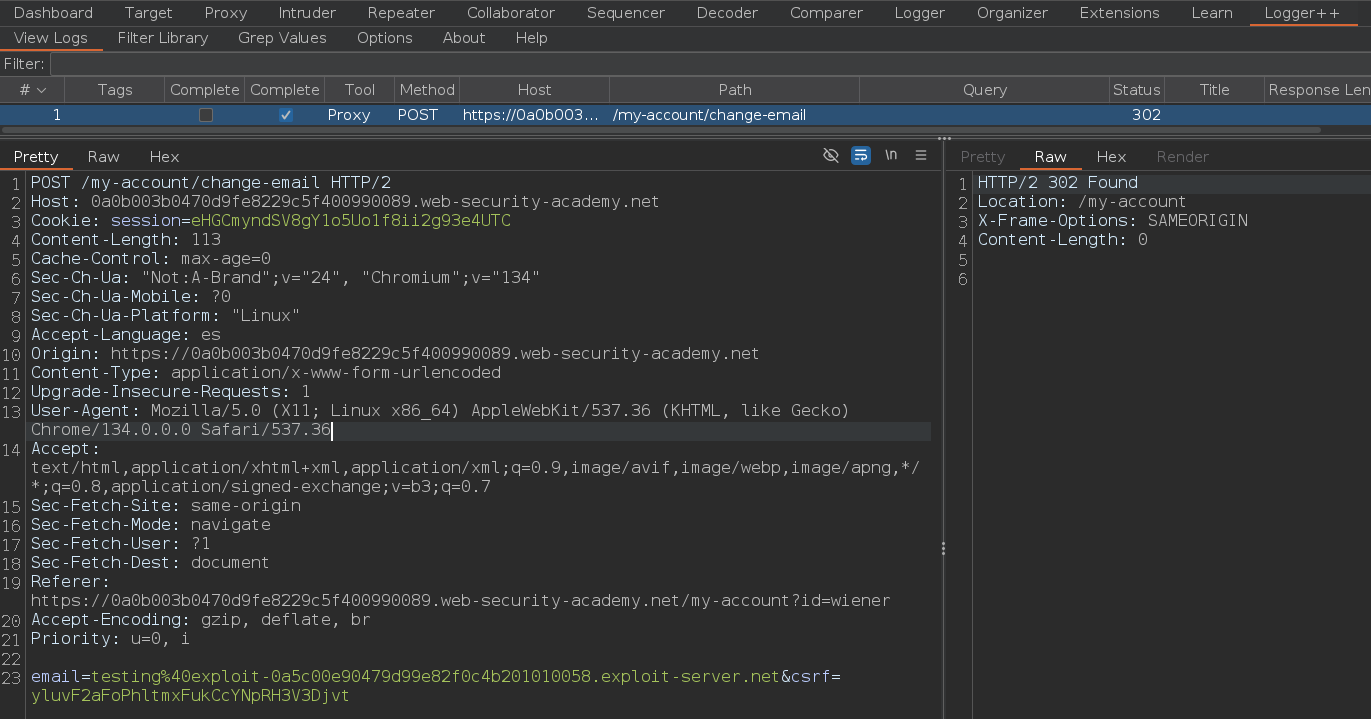 Dashboard Target Proxy Intruder Repeater Collaborator Sequencer Decoder Comparer Logger Organizer Extensions Learn Logger++
View Logs Filter Library Grep Values Options About Help
Filter:
# Tags Complete Complete Tool Method Host Path Query Status Title Response Len
1 Proxy POST https://0a0b003... /my-account/change-email 302
Pretty Raw Hex \n
1 POST /my-account/change-email HTTP/2
2 Host: 0a0b003b0470d9fe8229c5f400990089.web-security-academy.net
3 Cookie: session=eHGCmyndSV8gY1o5Uo1f8ii2g93e4UTC
4 Content-Length: 113
5 Cache-Control: max-age=0
6 Sec-Ch-Ua: "Not:A-Brand";v="24", "Chromium";v="134"
7 Sec-Ch-Ua-Mobile: ?0
8 Sec-Ch-Ua-Platform: "Linux"
9 Accept-Language: es
10 Origin: https://0a0b003b0470d9fe8229c5f400990089.web-security-academy.net
11 Content-Type: application/x-www-form-urlencoded
12 Upgrade-Insecure-Requests: 1
13 User-Agent: Mozilla/5.0 (X11; Linux x86_64) AppleWebKit/537.36 (KHTML, like Gecko)
Chrome/134.0.0.0 Safari/537.36
14 Accept:
text/html,application/xhtml+xml,application/xml;q=0.9,image/avif,image/webp,image/apng,*/
*;q=0.8,application/signed-exchange;v=b3;q=0.7
15 Sec-Fetch-Site: same-origin
16 Sec-Fetch-Mode: navigate
17 Sec-Fetch-User: ?1
18 Sec-Fetch-Dest: document
19 Referer:
https://0a0b003b0470d9fe8229c5f400990089.web-security-academy.net/my-account?id=wiener
20 Accept-Encoding: gzip, deflate, br
21 Priority: u=0, i
22
23 email=testing%40exploit-0a5c00e90479d99e82f0c4b201010058.exploit-server.net&csrf=
yluvF2aFoPhltmxFukCcYNpRH3V3Djvt
Pretty Raw Hex Render
1 HTTP/2 302 Found
2 Location: /my-account
3 X-Frame-Options: SAMEORIGIN
4 Content-Length: 0
5
6